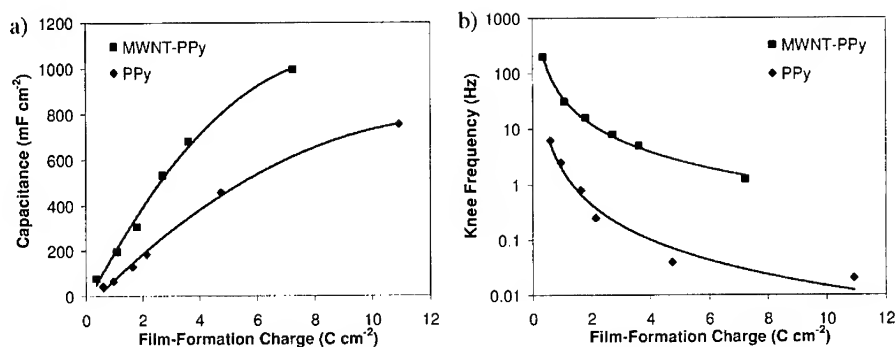 a)
1200
1000
800
600
400
200
0
Capacitance (mF cm⁻²)
MWNT-PPy
PPy
0 2 4 6 8 10 12
Film-Formation Charge (C cm⁻²)
b)
1000
100
10
1
0.1
0.01
Knee Frequency (Hz)
MWNT-PPy
PPy
0 2 4 6 8 10 12
Film-Formation Charge (C cm⁻²)